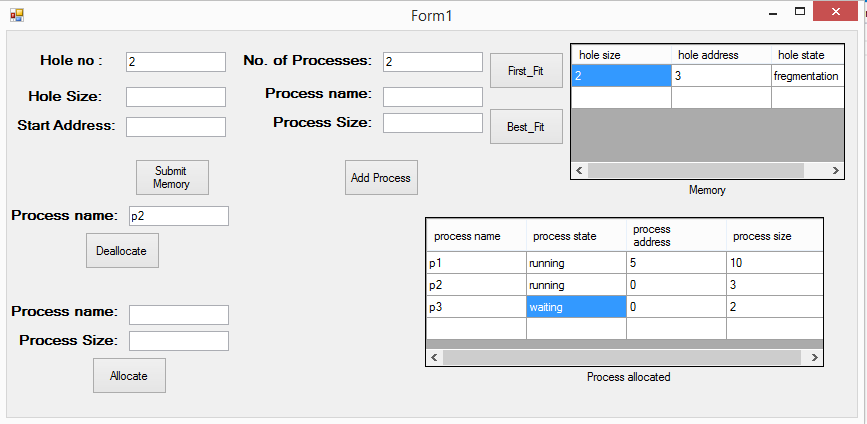 Form1
Hole no : 2 No. of Processes: 2 First_Fit
Hole Size: Process name:
Start Address: Process Size: Best_Fit
Submit
Memory
Add Process
hole size hole address hole state
2 3 fregmentation
Memory
Process name: p2
Deallocate
process name process state process
address process size
p1 running 5 10
p2 running 0 3
p3 waiting 0 2
Process allocated
Process name:
Process Size:
Allocate